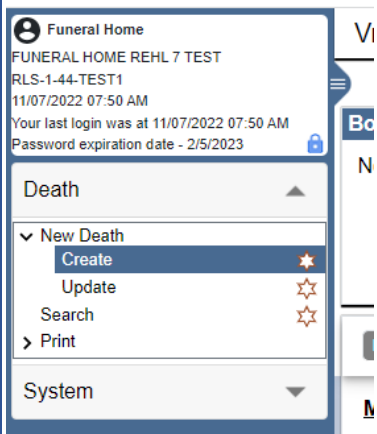 Funeral Home
FUNERAL HOME REHL 7 TEST
RLS-1-44-TEST1
11/07/2022 07:50 AM
Your last login was at 11/07/2022 07:50 AM
Password expiration date - 2/5/2023
Death
New Death
Create
Update
Search
Print
System